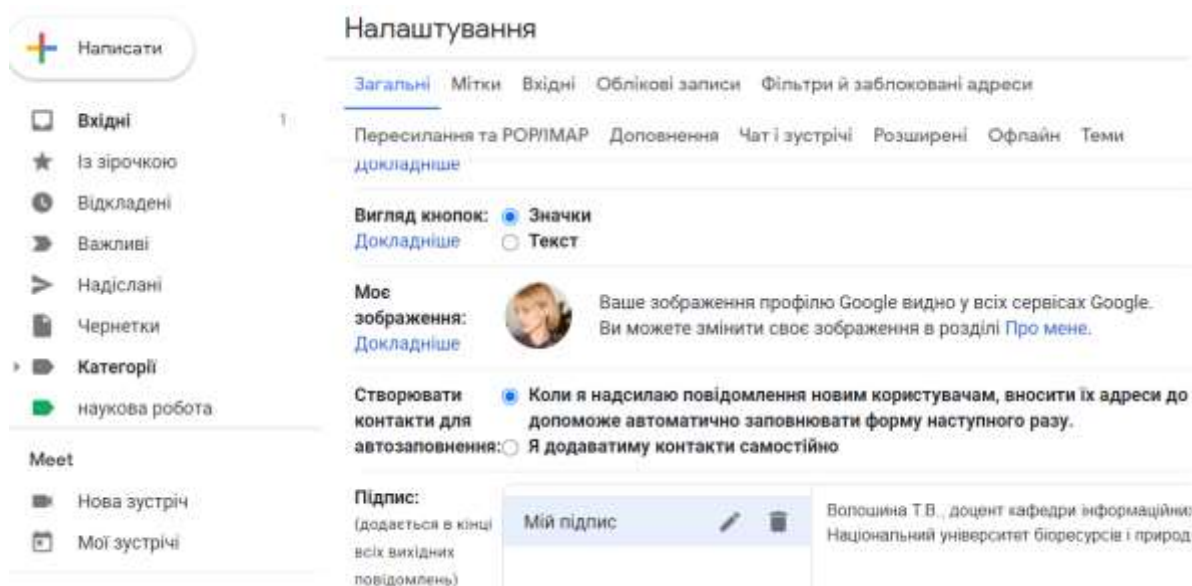 Написати
Вхідні 1
Із зірочкою
Відкладені
Важливі
Надіслані
Чернетки
Категорії
наукова робота
Meet
Нова зустріч
Мої зустрічі
Налаштування
Загальні Мітки Вхідні Облікові записи Фільтри й заблоковані адреси
Пересилання та POP/IMAP Доповнення Чат і зустрічі Розширені Офлайн Теми
Докладніше
Вигляд кнопок: Значки
Докладніше Текст
Моє
зображення:
Докладніше
Ваше зображення профілю Google видно у всіх сервісах Google.
Ви можете змінити своє зображення в розділі Про мене.
Створювати
контакти для
автозаповнення:
Коли я надсилаю повідомлення новим користувачам, вносити їх адреси до
допоможе автоматично заповнювати форму наступного разу.
Я додаватиму контакти самостійно
Підпис:
(додається в кінці
всіх вихідних
повідомлень)
Мій підпис
Волошина Т.В., доцент кафедри інформаційних
Національний університет біоресурсів і природ